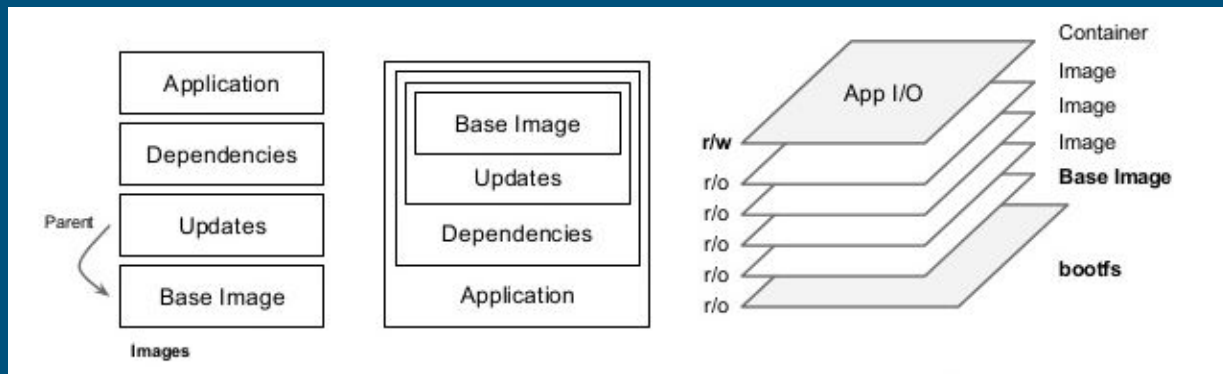 Application
Dependencies
Updates
Base Image
Parent
Images
Base Image
Updates
Dependencies
Application
App I/O
r/w
r/o
r/o
r/o
r/o
r/o
Container
Image
Image
Image
Base Image
bootfs